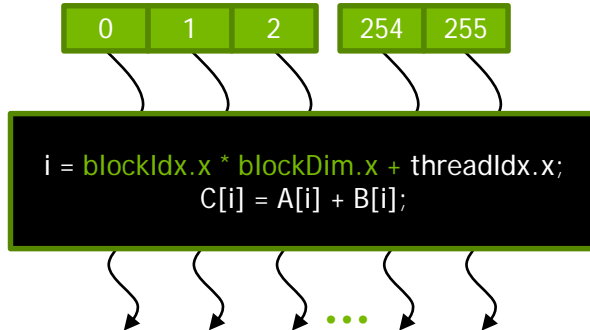 0 1 2 254 255
i = blockIdx.x * blockDim.x + threadIdx.x;
C[i] = A[i] + B[i];
...